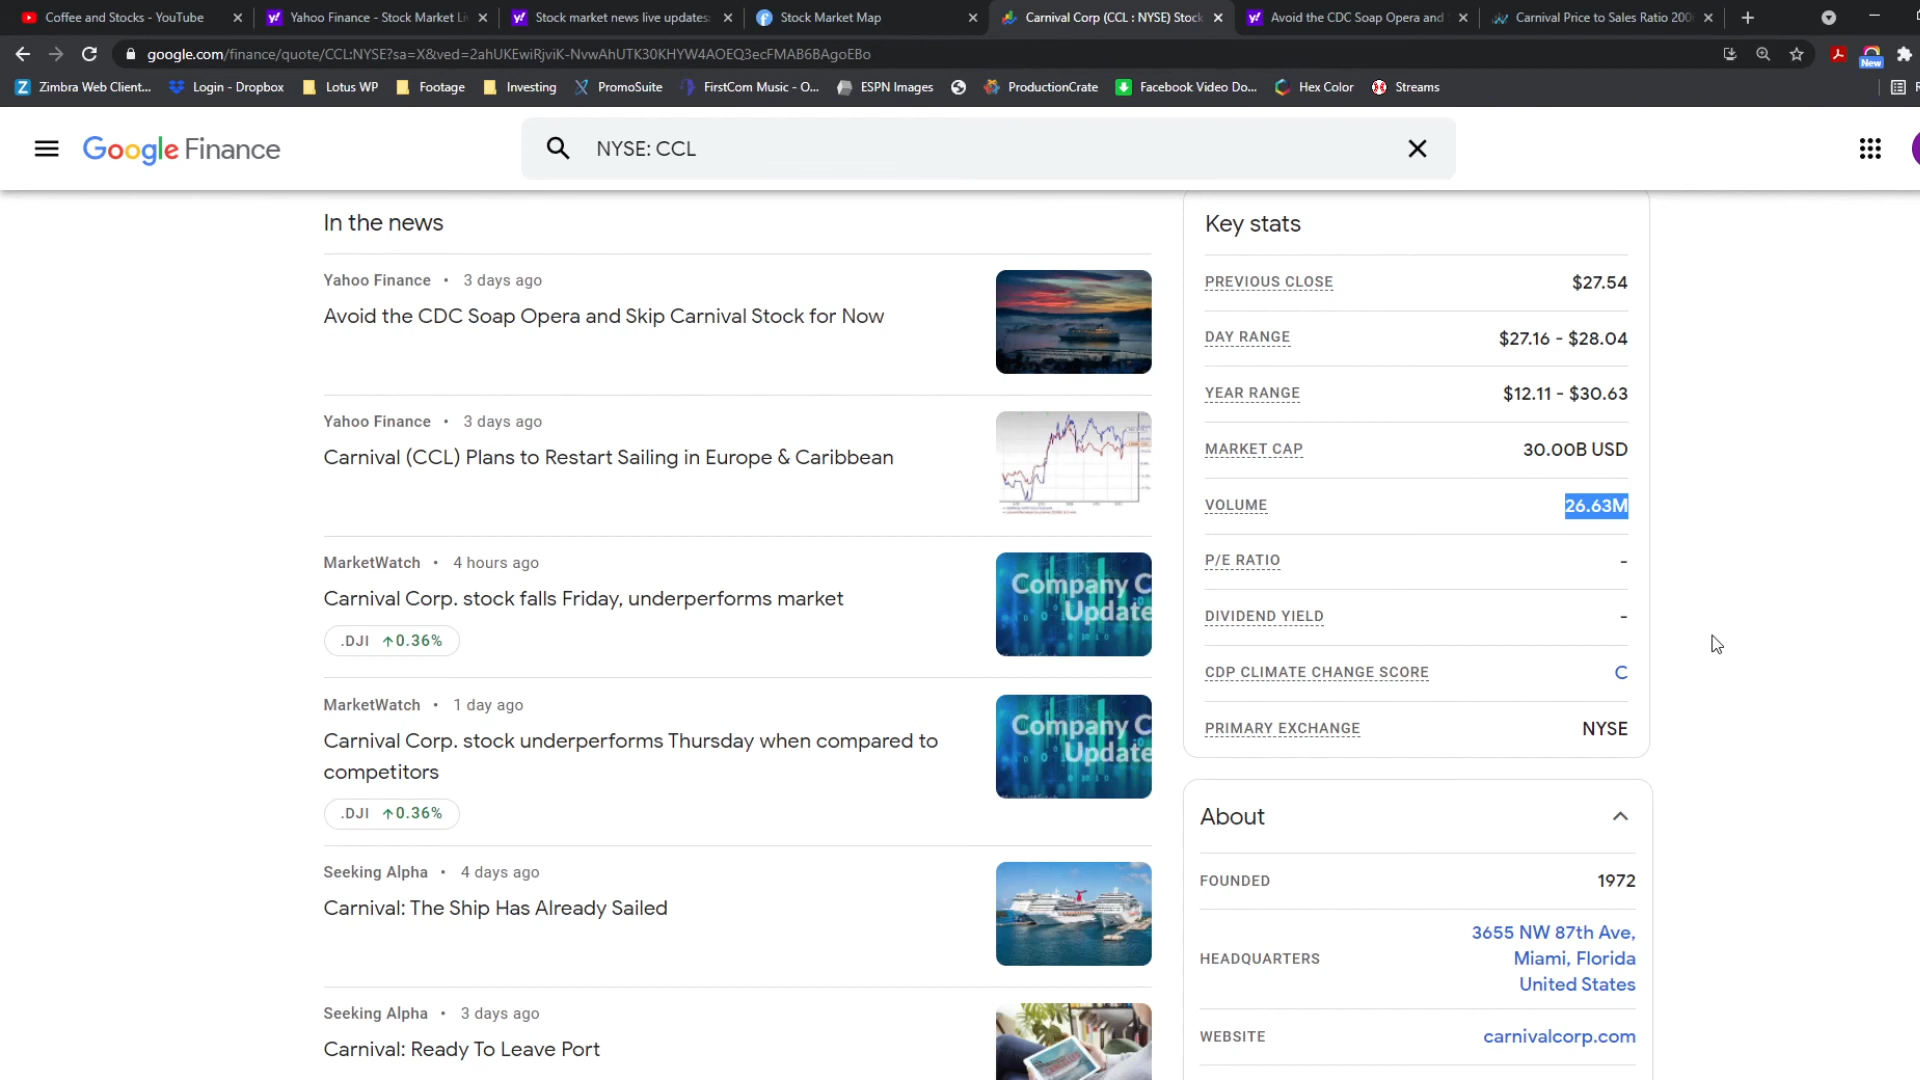 Coffee and Stocks - YouTube
Yahoo Finance - Stock Market Li
Stock market news live updates:
Stock Market Map
Carnival Corp (CCL : NYSE) Stock
Avoid the CDC Soap Opera and
Carnival Price to Sales Ratio 200
google.com/finance/quote/CCL:NYSE?sa=X&ved=2ahUKEwiRjviK-NvwAhUTK30KHYW4AOEQ3ecFMAB6BAgoEBo
New
Zimbra Web Client...
Login - Dropbox
Lotus WP
Footage
Investing
PromoSuite
FirstCom Music - O...
ESPN Images
ProductionCrate
Facebook Video Do...
Hex Color
Streams
Google Finance
NYSE: CCL
In the news
Yahoo Finance • 3 days ago
Avoid the CDC Soap Opera and Skip Carnival Stock for Now
Yahoo Finance • 3 days ago
Carnival (CCL) Plans to Restart Sailing in Europe & Caribbean
MarketWatch • 4 hours ago
Carnival Corp. stock falls Friday, underperforms market
.DJI ↑0.36%
Company C
Update
MarketWatch • 1 day ago
Carnival Corp. stock underperforms Thursday when compared to
competitors
.DJI ↑0.36%
Company C
Update
Seeking Alpha • 4 days ago
Carnival: The Ship Has Already Sailed
Seeking Alpha • 3 days ago
Carnival: Ready To Leave Port
Key stats
PREVIOUS CLOSE $27.54
DAY RANGE $27.16 - $28.04
YEAR RANGE $12.11 - $30.63
MARKET CAP 30.00B USD
VOLUME 26.63M
P/E RATIO -
DIVIDEND YIELD -
CDP CLIMATE CHANGE SCORE C
PRIMARY EXCHANGE NYSE
About
FOUNDED 1972
HEADQUARTERS 3655 NW 87th Ave,
Miami, Florida
United States
WEBSITE carnivalcorp.com